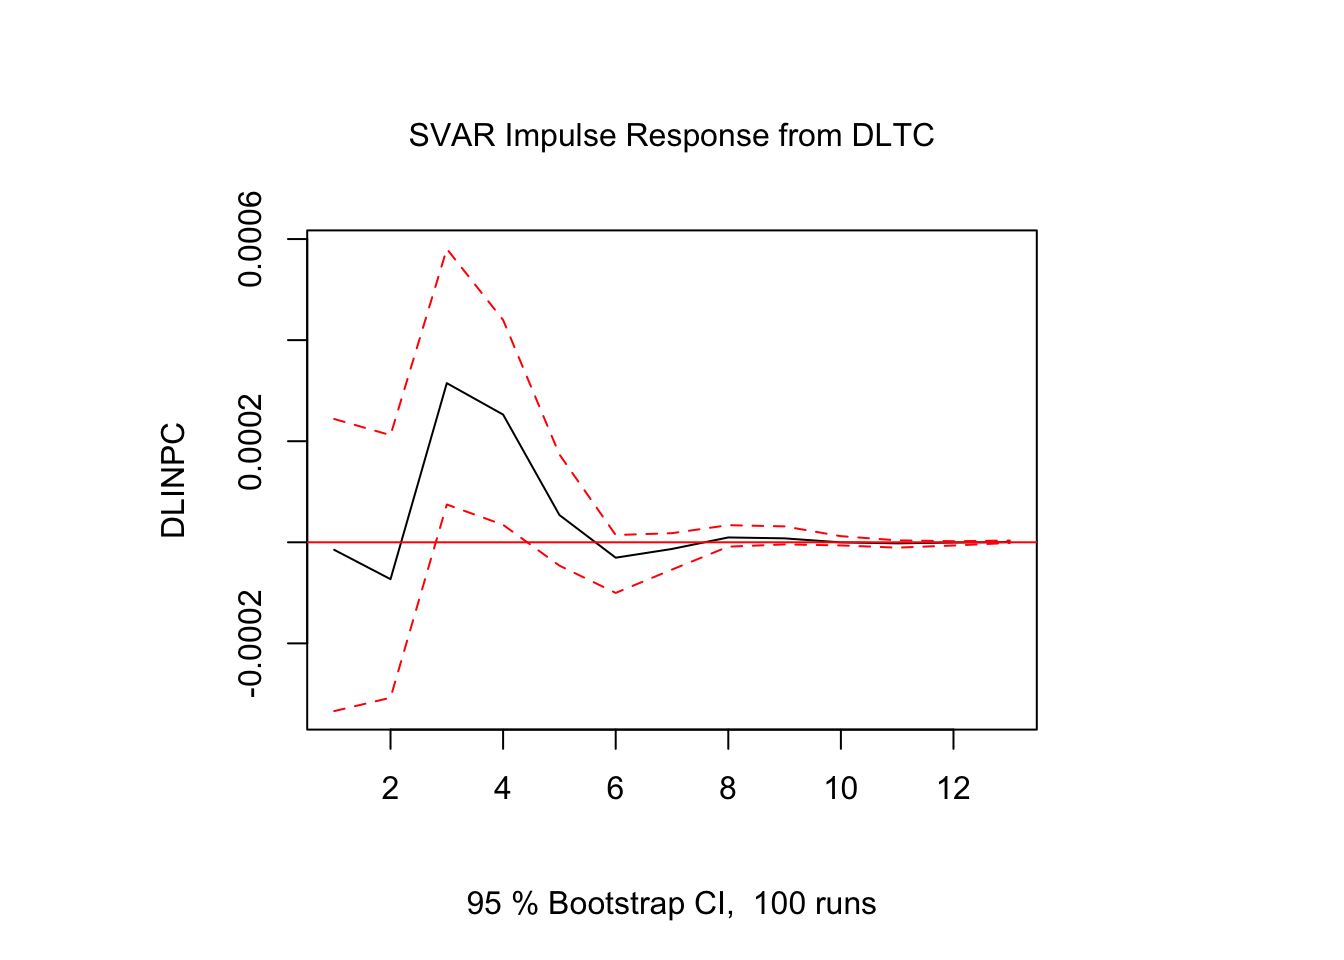 SVAR Impulse Response from DLTC
DLINPC
0.0006
0.0002
-0.0002
2 4 6 8 10 12
95 % Bootstrap CI,  100 runs